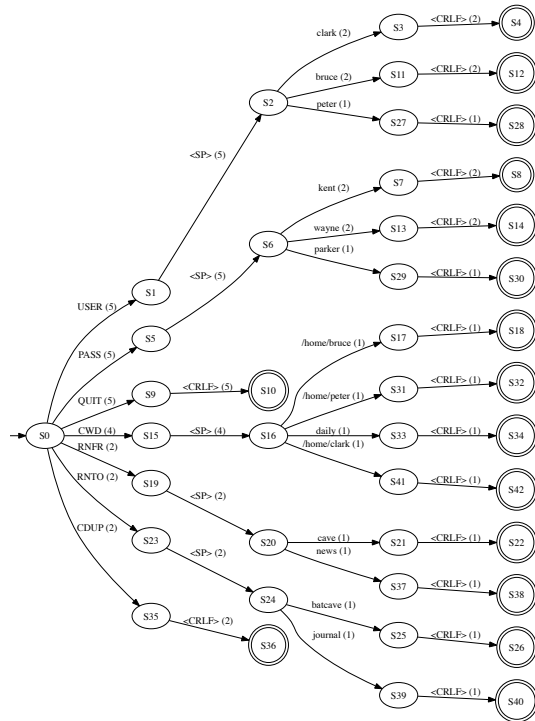 clark (2)
S3
<CRLF> (2)
S4
S2
bruce (2)
S11
<CRLF> (2)
S12
peter (1)
S27
<CRLF> (1)
S28
<SP> (5)
kent (2)
S7
<CRLF> (2)
S8
S6
wayne (2)
S13
<CRLF> (2)
S14
parker (1)
S29
<CRLF> (1)
S30
<SP> (5)
USER (5)
S1
PASS (5)
S5
QUIT (5)
S9
<CRLF> (5)
S10
S0
CWD (4)
S15
<SP> (4)
S16
/home/bruce (1)
S17
<CRLF> (1)
S18
/home/peter (1)
S31
<CRLF> (1)
S32
daily (1)
S33
<CRLF> (1)
S34
/home/clark (1)
S41
<CRLF> (1)
S42
RNFR (2)
S19
<SP> (2)
S20
cave (1)
S21
<CRLF> (1)
S22
news (1)
S37
<CRLF> (1)
S38
RNTO (2)
S23
<SP> (2)
S24
batcave (1)
S25
<CRLF> (1)
S26
journal (1)
S39
<CRLF> (1)
S40
CDUP (2)
S35
<CRLF> (2)
S36